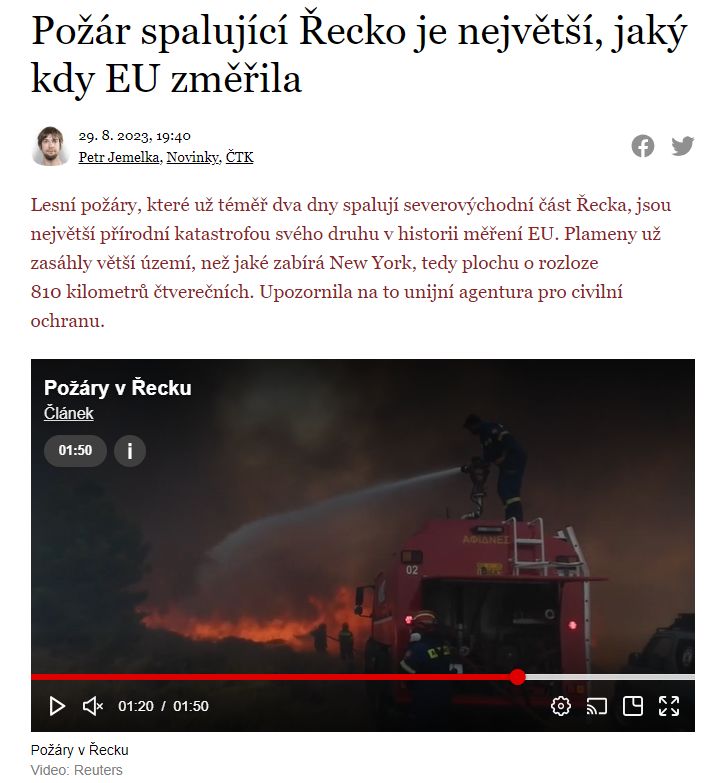 Požár spalující Řecko je největší, jaký
kdy EU změřila
29. 8. 2023, 19:40
Petr Jemelka, Novinky, ČTK
Lesní požáry, které už téměř dva dny spalují severovýchodní část Řecka, jsou
největší přírodní katastrofou svého druhu v historii měření EU. Plameny už
zasáhly větší území, než jaké zabírá New York, tedy plochu o rozloze
810 kilometrů čtverečních. Upozornila na to unijní agentura pro civilní
ochranu.
Požáry v Řecku
Článek
01:50
i
ΑΦΙΔΝΕΣ
02
01:20 / 01:50
Požáry v Řecku
Video: Reuters